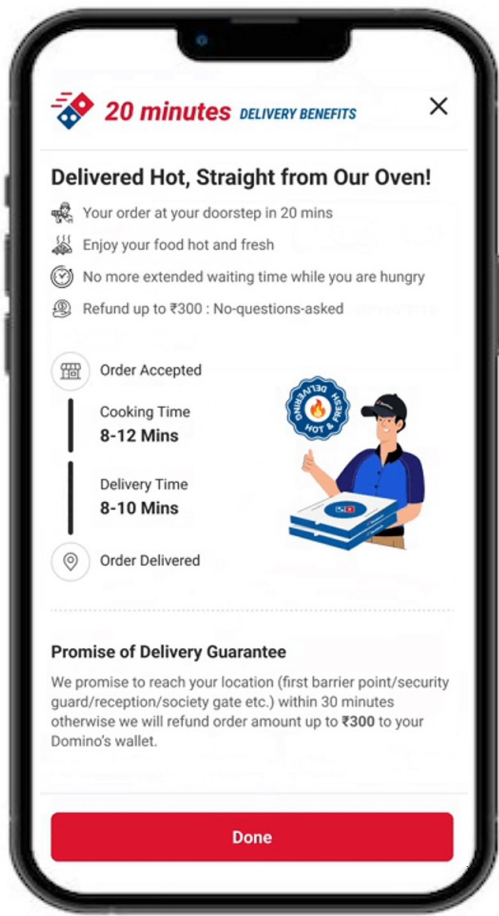 20 minutes DELIVERY BENEFITS
Delivered Hot, Straight from Our Oven!
Your order at your doorstep in 20 mins
Enjoy your food hot and fresh
No more extended waiting time while you are hungry
Refund up to ₹300 : No-questions-asked
Order Accepted
Cooking Time
8-12 Mins
Delivery Time
8-10 Mins
Order Delivered
DELIVERING
HOT & FRESH
Promise of Delivery Guarantee
We promise to reach your location (first barrier point/security
guard/reception/society gate etc.) within 30 minutes
otherwise we will refund order amount up to ₹300 to your
Domino's wallet.
Done